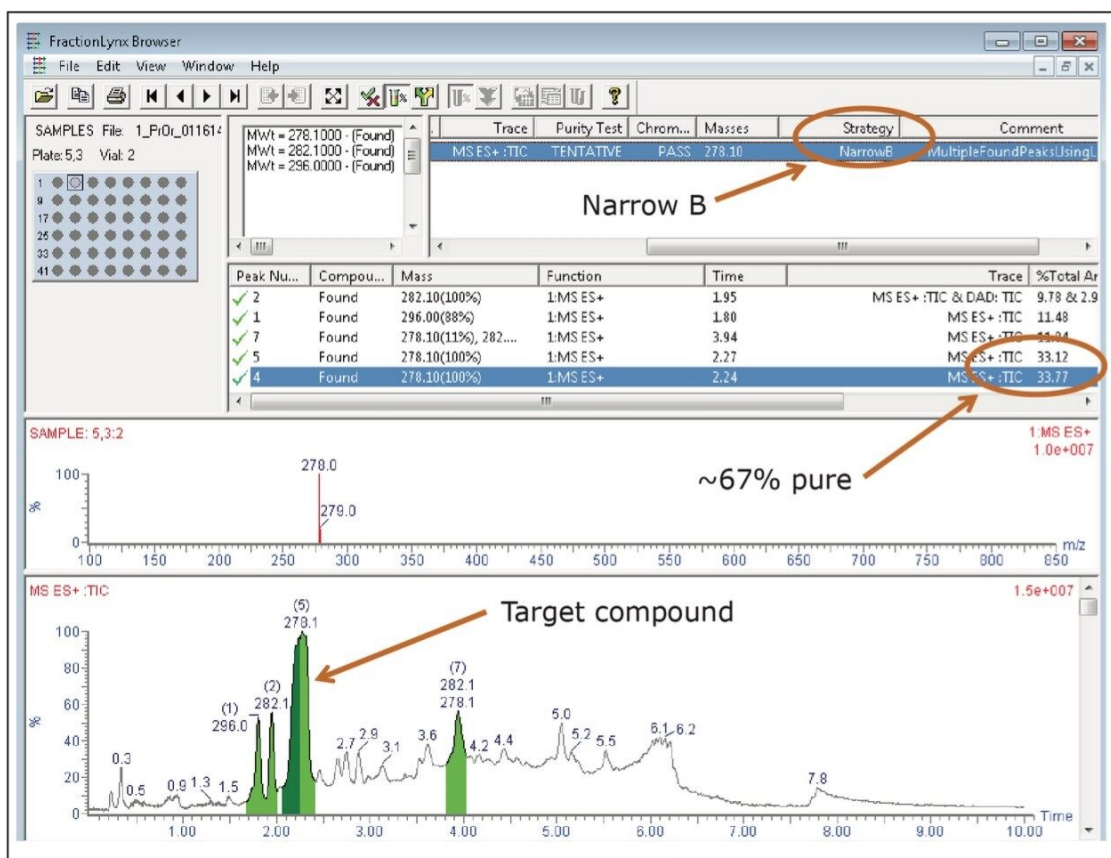 FractionLynx Browser
File Edit View Window Help
SAMPLES File: 1_PrOr_011614
Plate:5,3 Vial: 2
1
9
17
25
33
41
MWt = 278.1000 - (Found)
MWt = 282.1000 - (Found)
MWt = 296.0000 - (Found)
Trace Purity Test Chrom... Masses Strategy Comment
MS ES+ :TIC TENTATIVE PASS 278.10 NarrowB MultipleFoundPeaksUsingL
Narrow B
Peak Nu... Compou... Mass Function Time Trace %Total Ar
2 Found 282.10(100%) 1:MS ES+ 1.95 MS ES+ :TIC & DAD: TIC 9.78 & 2.9
1 Found 296.00(88%) 1:MS ES+ 1.80 MS ES+ :TIC 11.48
7 Found 278.10(11%), 282.... 1:MS ES+ 3.94 MS ES+ :TIC
5 Found 278.10(100%) 1:MS ES+ 2.27 MS ES+ :TIC 33.12
4 Found 278.10(100%) 1:MS ES+ 2.24 MS ES+ :TIC 33.77
SAMPLE: 5,3:2 1:MS ES+
1.0e+007
~67% pure
278.0
279.0
100
%
0
100 150 200 250 300 350 400 450 500 550 600 650 700 750 800 850 m/z
MS ES+ :TIC 1.5e+007
Target compound
(5)
278.1
(7)
282.1
278.1
(2)
282.1
(1)
296.0
100
80
60
%
40
20
0
0.3 0.5 0.9 1.3 1.5 2.7 2.9 3.1 3.6 4.2 4.4 5.0 5.2 5.5 6.1 6.2 7.8
1.00 2.00 3.00 4.00 5.00 6.00 7.00 8.00 9.00 10.00 Time